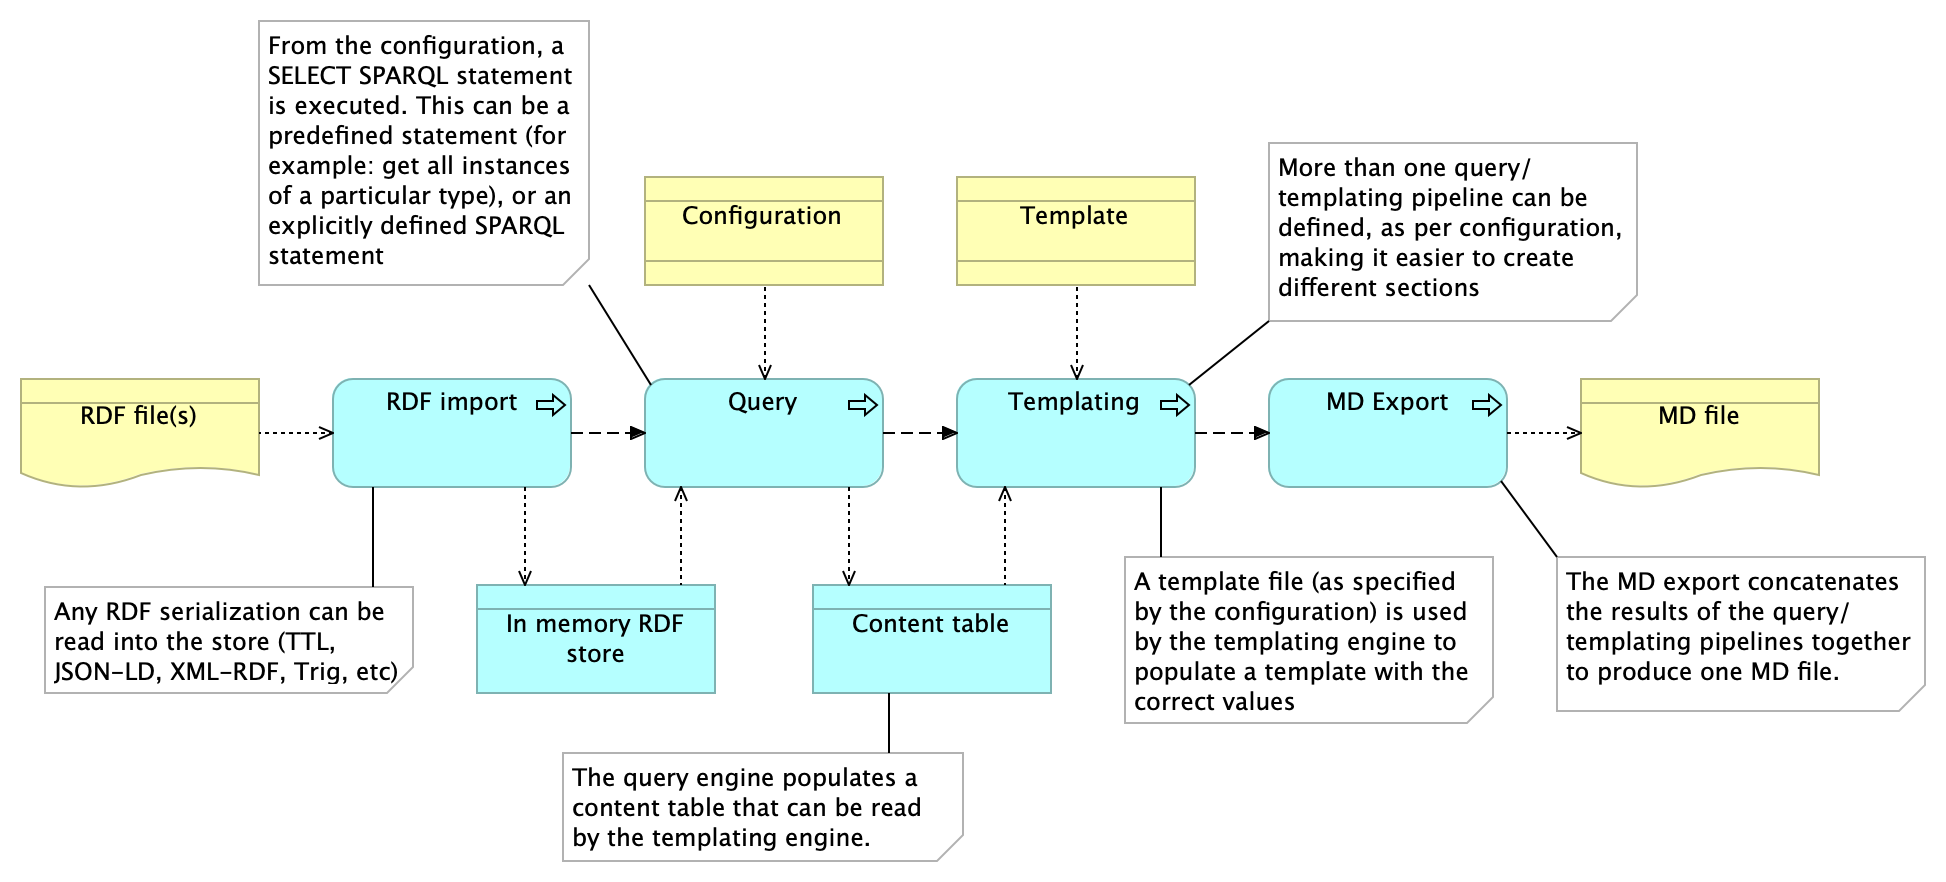 From the configuration, a
SELECT SPARQL statement
is executed. This can be a
predefined statement (for
example: get all instances
of a particular type), or an
explicitly defined SPARQL
statement
Configuration
Template
More than one query/
templating pipeline can be
defined, as per configuration,
making it easier to create
different sections
RDF file(s)
RDF import
Query
Templating
MD Export
MD file
Any RDF serialization can be
read into the store (TTL,
JSON-LD, XML-RDF, Trig, etc)
In memory RDF
store
Content table
A template file (as specified
by the configuration) is used
by the templating engine to
populate a template with the
correct values
The MD export concatenates
the results of the query/
templating pipelines together
to produce one MD file.
The query engine populates a
content table that can be read
by the templating engine.